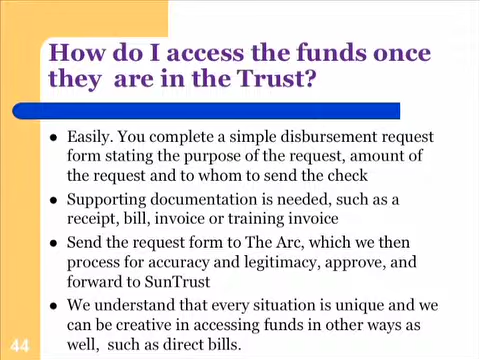 How do I access the funds once
they are in the Trust?
● Easily. You complete a simple disbursement request
form stating the purpose of the request, amount of
the request and to whom to send the check
● Supporting documentation is needed, such as a
receipt, bill, invoice or training invoice
● Send the request form to The Arc, which we then
process for accuracy and legitimacy, approve, and
forward to SunTrust
● We understand that every situation is unique and we
can be creative in accessing funds in other ways as
well, such as direct bills.
44